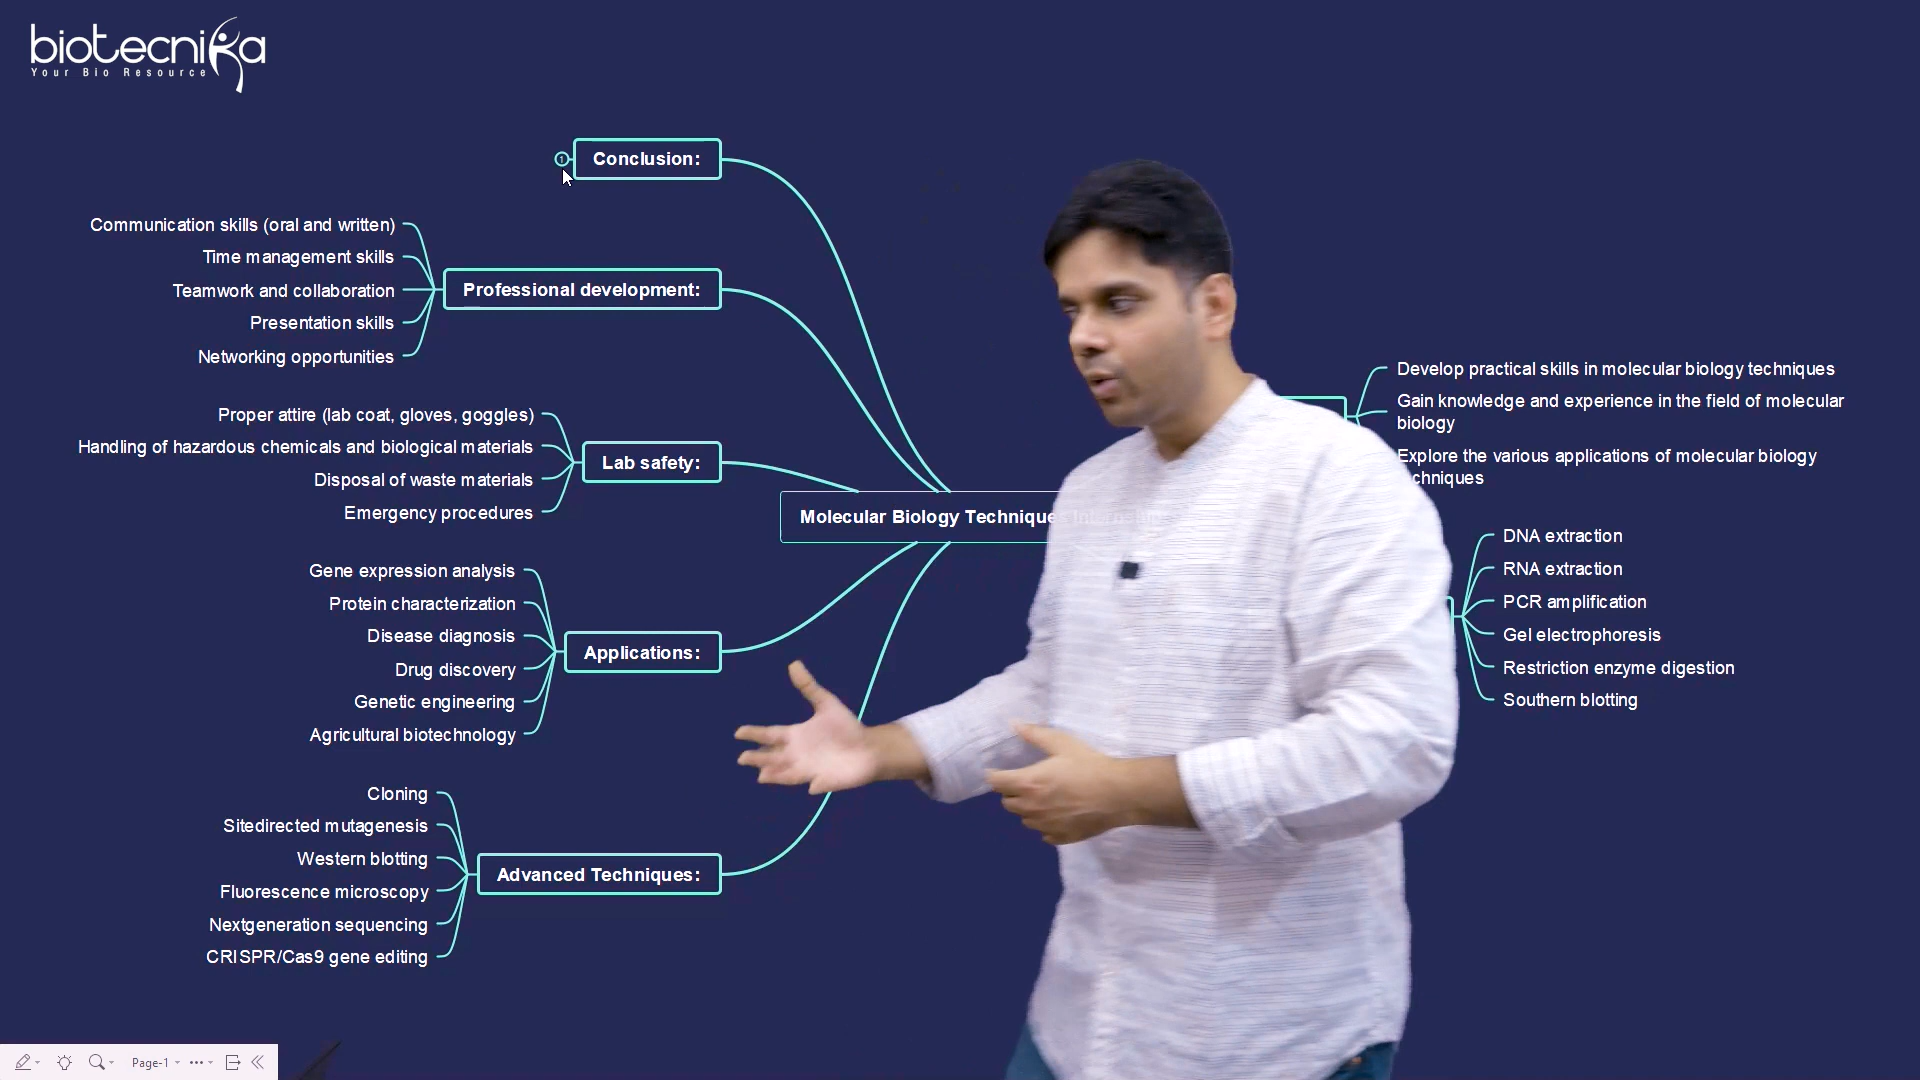 biotecnika
Your Bio Resource
1
Conclusion:
Communication skills (oral and written)
Time management skills
Teamwork and collaboration
Presentation skills
Networking opportunities
Professional development:
Proper attire (lab coat, gloves, goggles)
Handling of hazardous chemicals and biological materials
Disposal of waste materials
Emergency procedures
Lab safety:
Molecular Biology Techniques
Gene expression analysis
Protein characterization
Disease diagnosis
Drug discovery
Genetic engineering
Agricultural biotechnology
Applications:
Cloning
Sitedirected mutagenesis
Western blotting
Fluorescence microscopy
Nextgeneration sequencing
CRISPR/Cas9 gene editing
Advanced Techniques:
Develop practical skills in molecular biology techniques
Gain knowledge and experience in the field of molecular
biology
Explore the various applications of molecular biology
chniques
DNA extraction
RNA extraction
PCR amplification
Gel electrophoresis
Restriction enzyme digestion
Southern blotting
Page-1